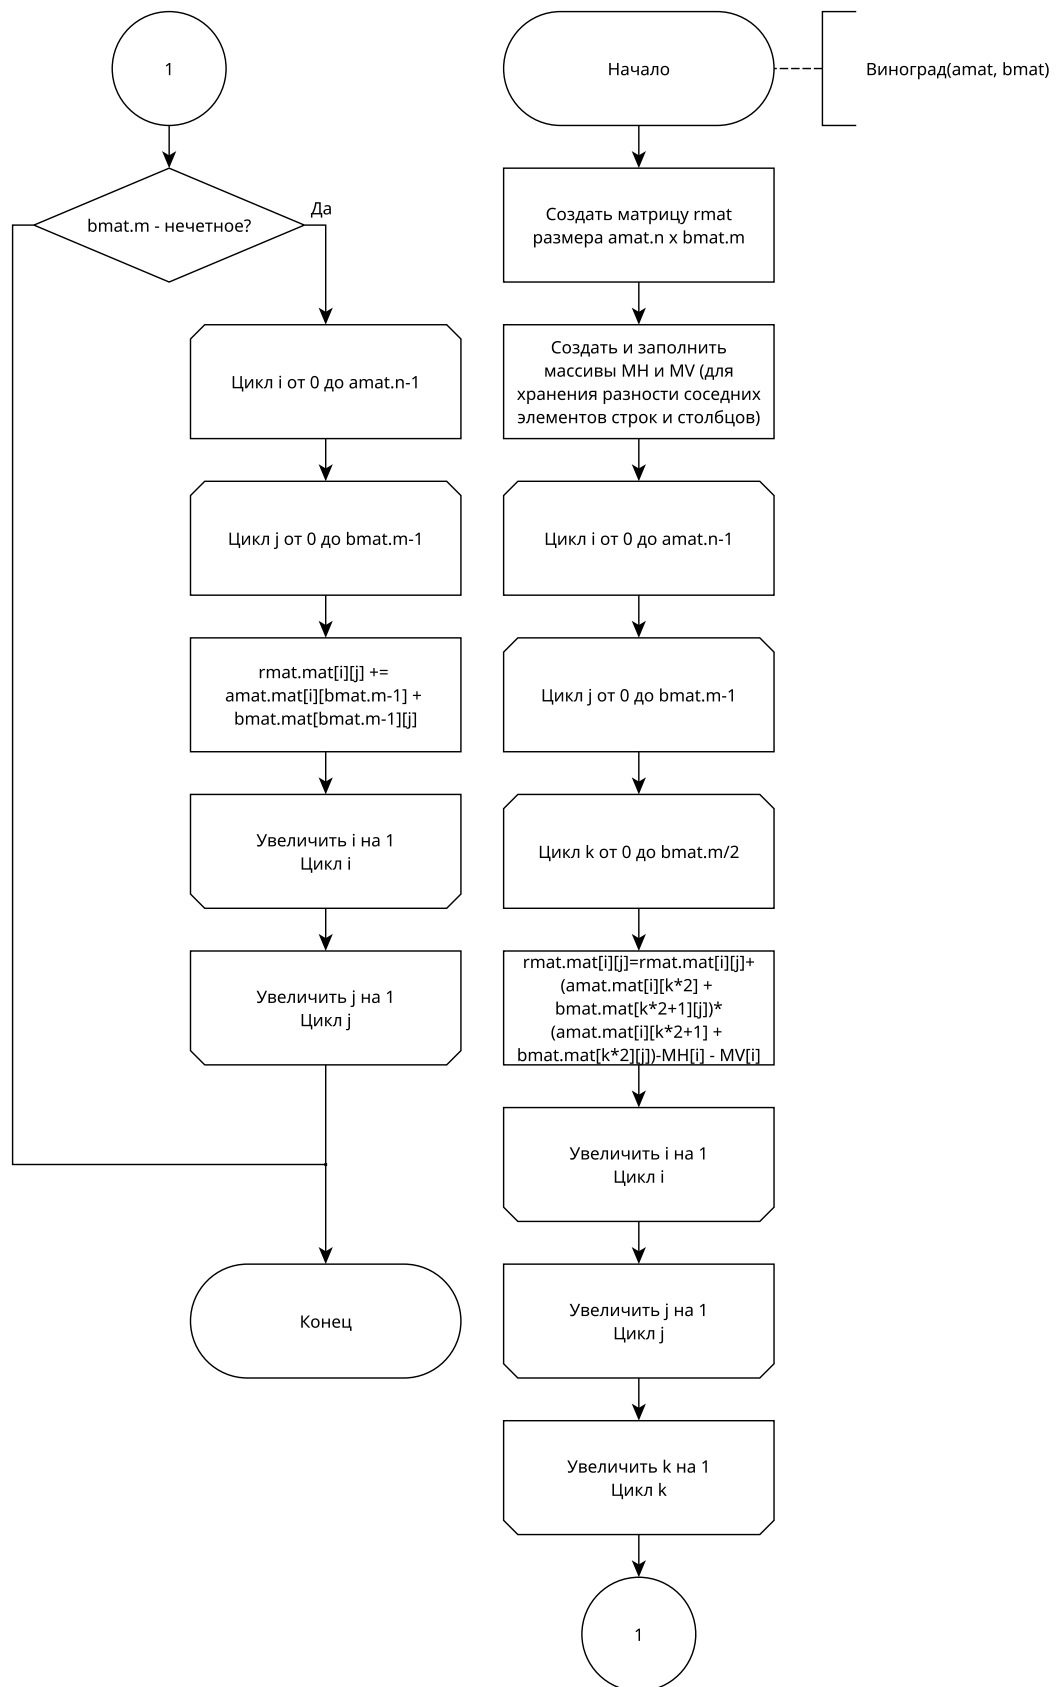 1
bmat.m - нечетное?
Да
Цикл i от 0 до amat.n-1
Цикл j от 0 до bmat.m-1
rmat.mat[i][j] +=
amat.mat[i][bmat.m-1] +
bmat.mat[bmat.m-1][j]
Увеличить i на 1
Цикл i
Увеличить j на 1
Цикл j
Конец
Начало
Виноград(amat, bmat)
Создать матрицу rmat
размера amat.n x bmat.m
Создать и заполнить
массивы MH и MV (для
хранения разности соседних
элементов строк и столбцов)
Цикл i от 0 до amat.n-1
Цикл j от 0 до bmat.m-1
Цикл k от 0 до bmat.m/2
rmat.mat[i][j]=rmat.mat[i][j]+
(amat.mat[i][k*2] +
bmat.mat[k*2+1][j])*
(amat.mat[i][k*2+1] +
bmat.mat[k*2][j])-MH[i] - MV[i]
Увеличить i на 1
Цикл i
Увеличить j на 1
Цикл j
Увеличить k на 1
Цикл k
1